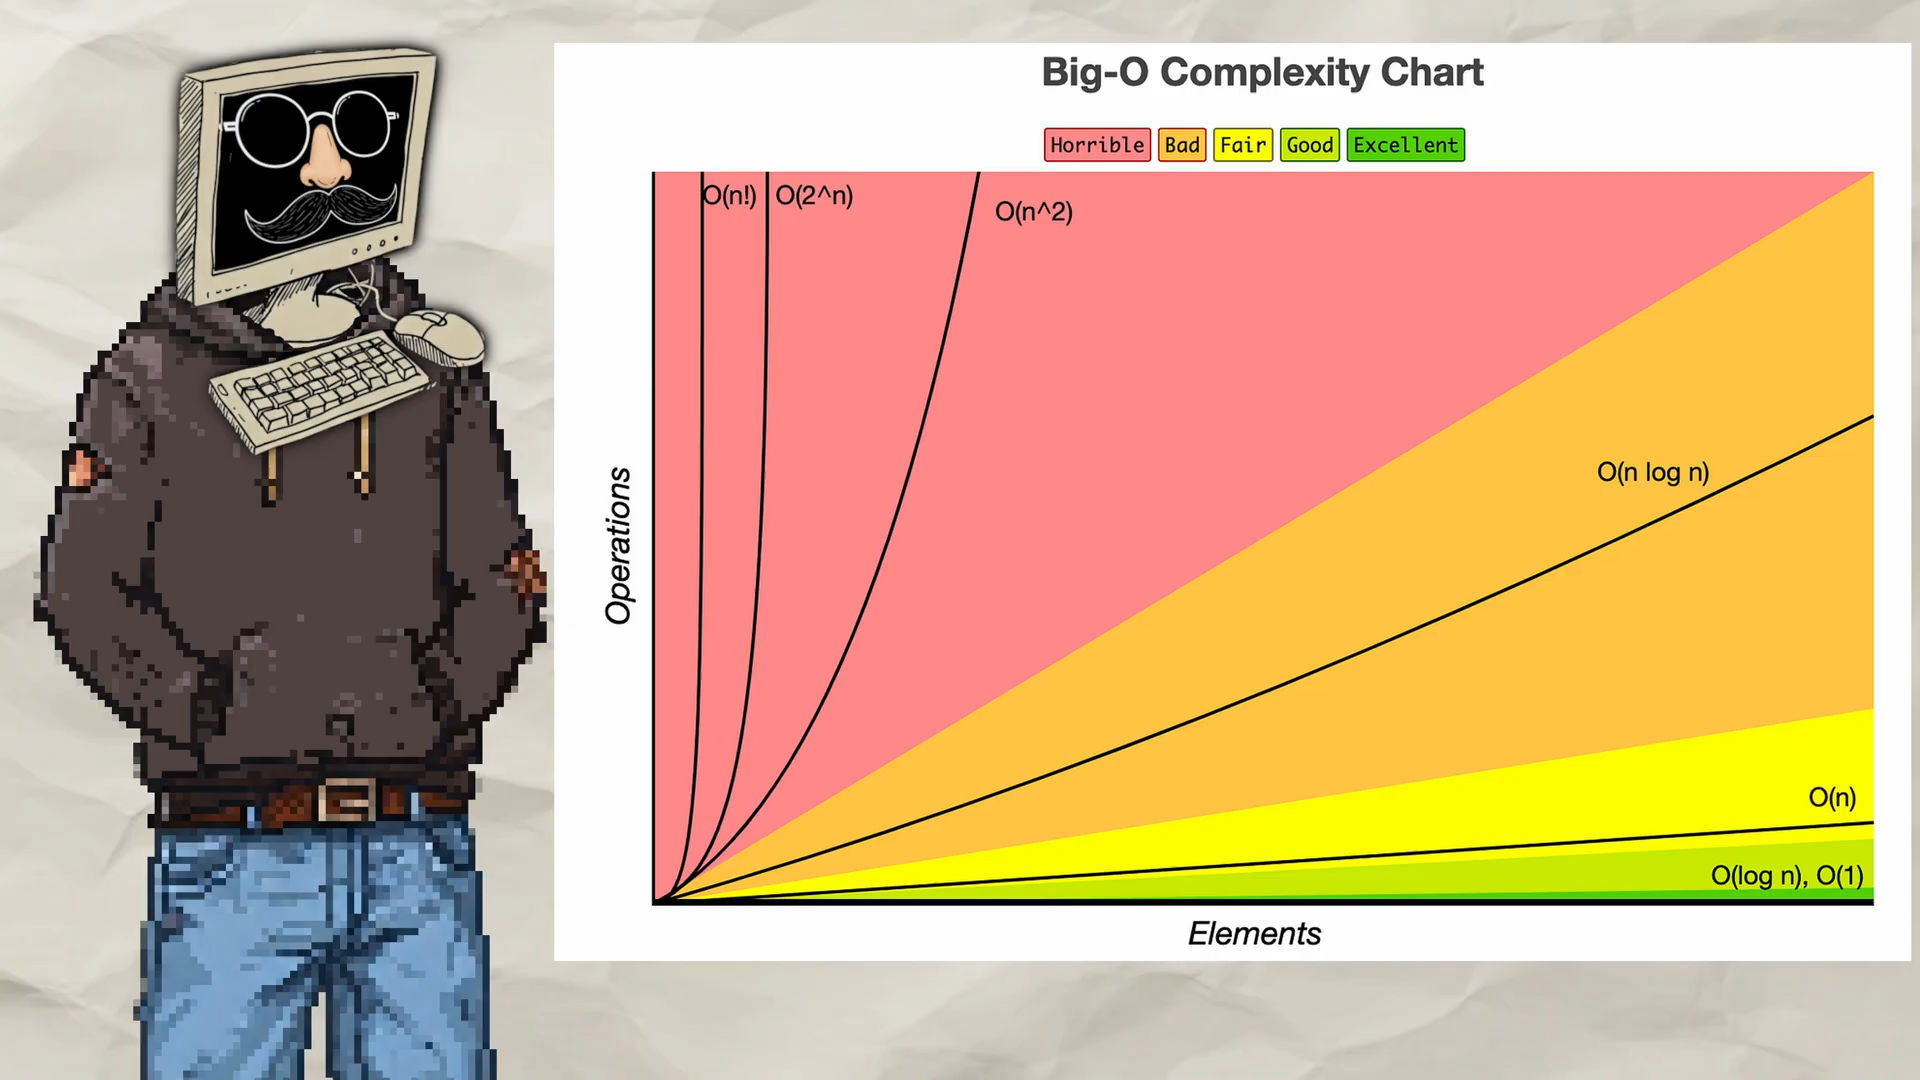 Big-O Complexity Chart
Horrible Bad Fair Good Excellent
O(n!) O(2^n) O(n^2)
O(n log n)
O(n)
O(log n), O(1)
Operations
Elements